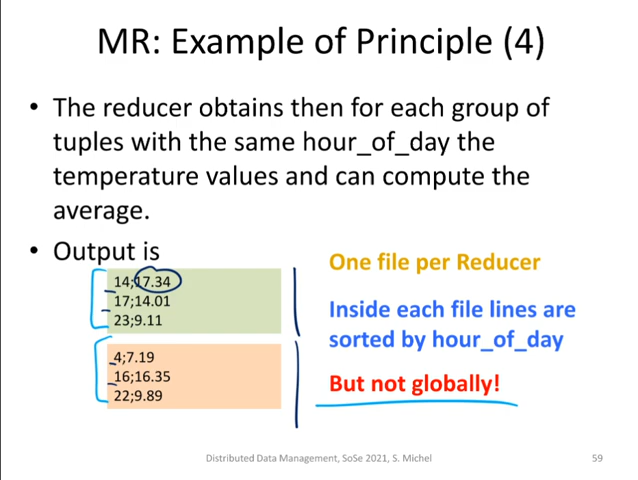 MR: Example of Principle (4)
• The reducer obtains then for each group of
tuples with the same hour_of_day the
temperature values and can compute the
average.
• Output is
14;17.34
17;14.01
23;9.11
4;7.19
16;16.35
22;9.89
One file per Reducer
Inside each file lines are
sorted by hour_of_day
But not globally!
Distributed Data Management, SoSe 2021, S. Michel
59